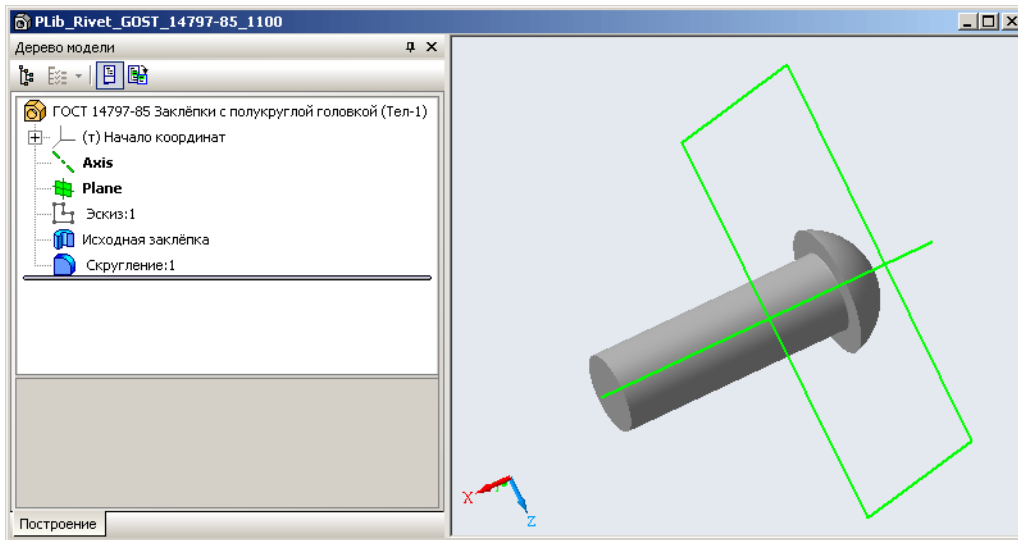 PLib_Rivet_GOST_14797-85_1100
Дерево модели
ГОСТ 14797-85 Заклёпки с полукруглой головкой (Тел-1)
(т) Начало координат
Axis
Plane
Эскиз:1
Исходная заклёпка
Скругление:1
X
Z
Построение